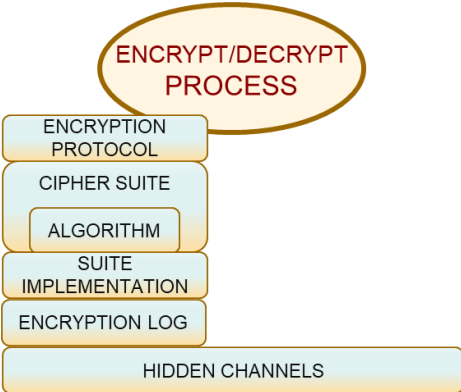 ENCRYPT/DECRYPT
PROCESS
ENCRYPTION
PROTOCOL
CIPHER SUITE
ALGORITHM
SUITE
IMPLEMENTATION
ENCRYPTION LOG
HIDDEN CHANNELS